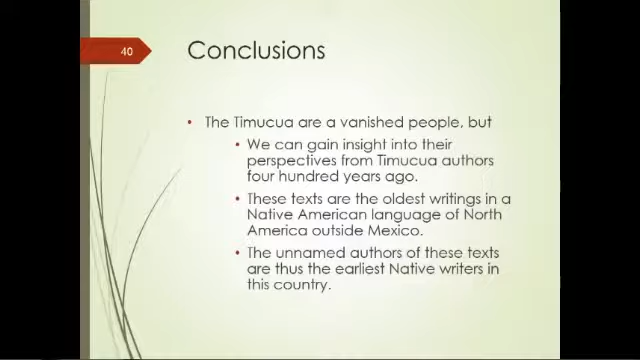 40
Conclusions
• The Timucua are a vanished people, but
• We can gain insight into their
perspectives from Timucua authors
four hundred years ago.
• These texts are the oldest writings in a
Native American language of North
America outside Mexico.
• The unnamed authors of these texts
are thus the earliest Native writers in
this country.